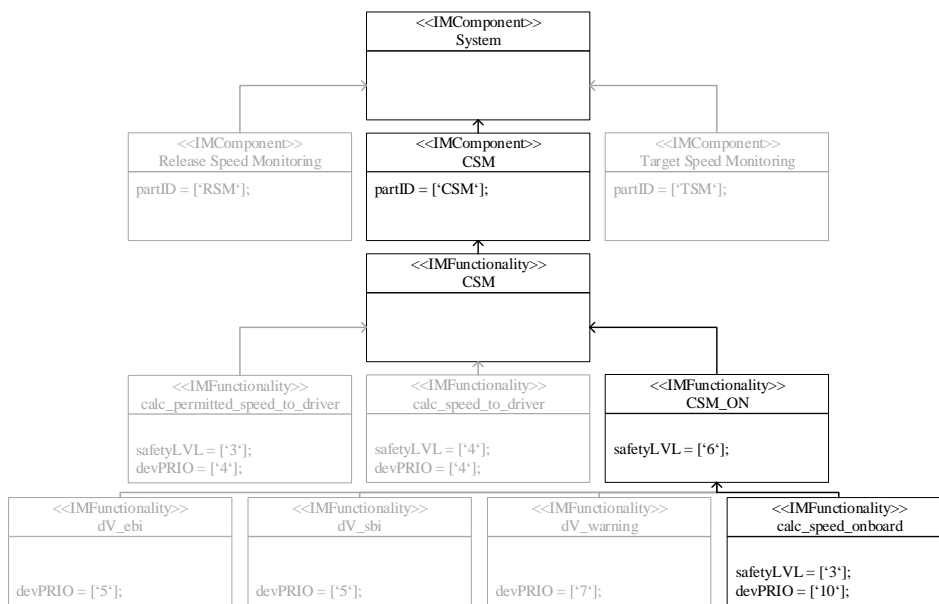 <<IMComponent>>
System
<<IMComponent>>
Release Speed Monitoring
partID = [‘RSM‘];
<<IMComponent>>
CSM
partID = [‘CSM‘];
<<IMComponent>>
Target Speed Monitoring
partID = [‘TSM‘];
<<IMFunctionality>>
CSM
<<IMFunctionality>>
calc_permitted_speed_to_driver
safetyLVL = [‘3‘];
devPRIO = [‘4‘];
<<IMFunctionality>>
calc_speed_to_driver
safetyLVL = [‘4‘];
devPRIO = [‘4‘];
<<IMFunctionality>>
CSM_ON
safetyLVL = [‘6‘];
<<IMFunctionality>>
dV_ebi
devPRIO = [‘5‘];
<<IMFunctionality>>
dV_sbi
devPRIO = [‘5‘];
<<IMFunctionality>>
dV_warning
devPRIO = [‘7‘];
<<IMFunctionality>>
calc_speed_onboard
safetyLVL = [‘3‘];
devPRIO = [‘10‘];